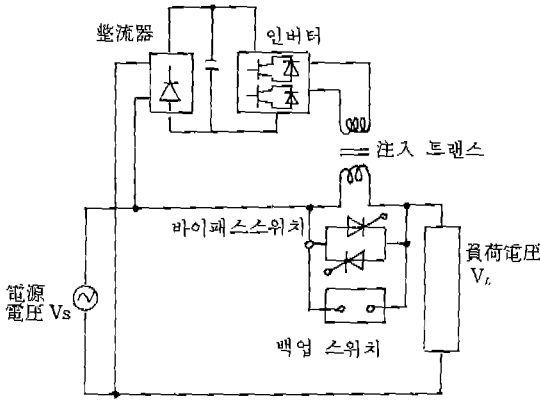 整流器
인버터
注入 트랜스
바이패스스위치
負荷電圧
V_L
電源
電圧 Vs
백업 스위치